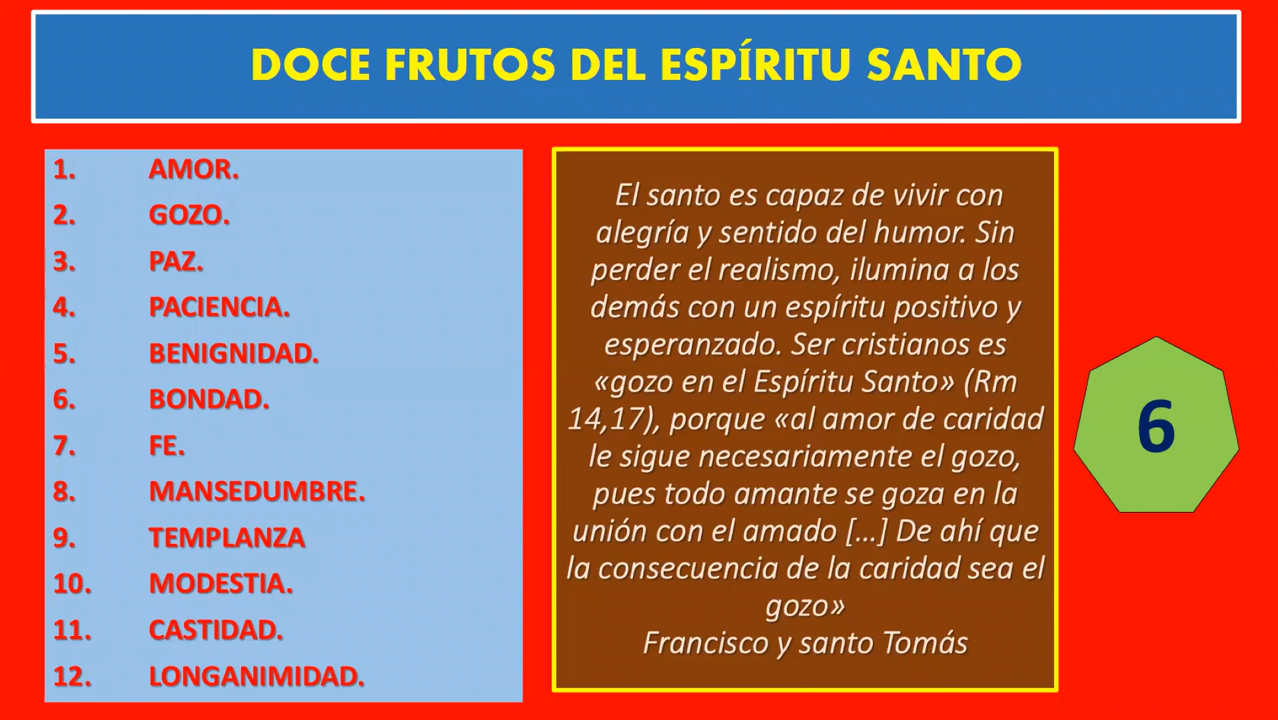 DOCE FRUTOS DEL ESPÍRITU SANTO
1. AMOR.
2. GOZO.
3. PAZ.
4. PACIENCIA.
5. BENIGNIDAD.
6. BONDAD.
7. FE.
8. MANSEDUMBRE.
9. TEMPLANZA
10. MODESTIA.
11. CASTIDAD.
12. LONGANIMIDAD.
El santo es capaz de vivir con
alegría y sentido del humor. Sin
perder el realismo, ilumina a los
demás con un espíritu positivo y
esperanzado. Ser cristianos es
«gozo en el Espíritu Santo» (Rm
14,17), porque «al amor de caridad
le sigue necesariamente el gozo,
pues todo amante se goza en la
unión con el amado [...] De ahí que
la consecuencia de la caridad sea el
gozo»
Francisco y santo Tomás
6